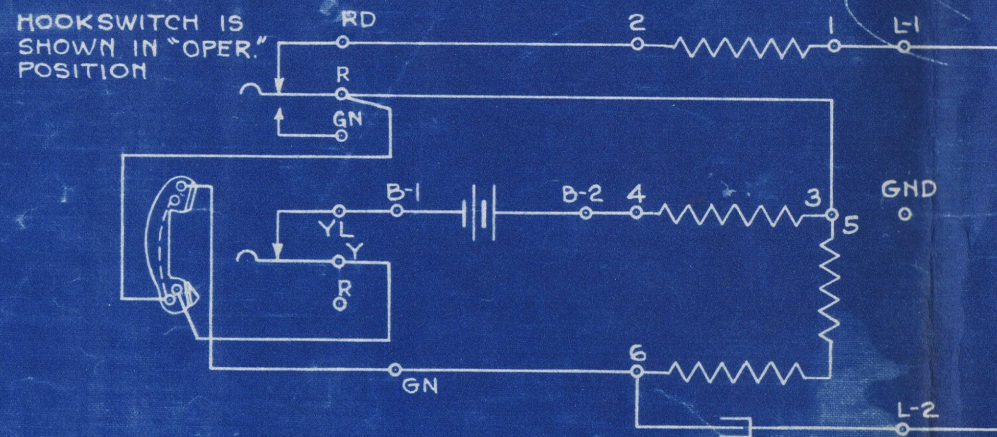 HOOKSWITCH IS
SHOWN IN "OPER."
POSITION
RD
2
1
L-1
R
GN
B-1
B-2
4
3
5
GND
YL
Y
R
6
GN
L-2